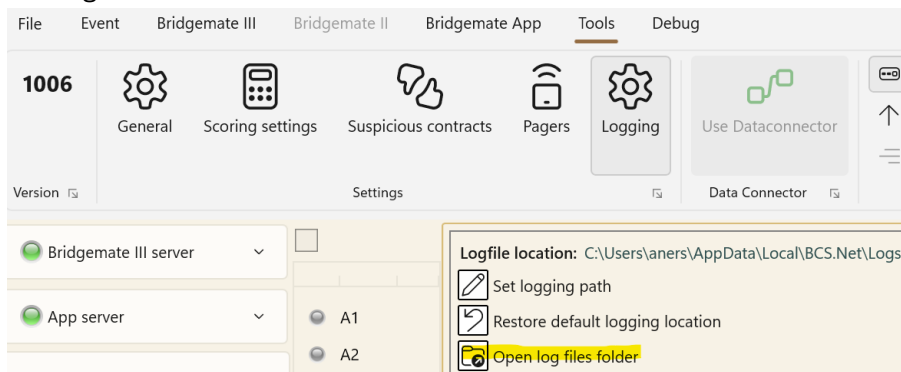 File Event Bridgemate III Bridgemate II Bridgemate App Tools Debug
1006
General Scoring settings Suspicious contracts Pagers Logging Use Dataconnector
Version Settings Data Connector
Bridgemate III server
Logfile location: C:\Users\aners\AppData\Local\BCS.Net\Logs
Set logging path
App server
A1
Restore default logging location
A2
Open log files folder